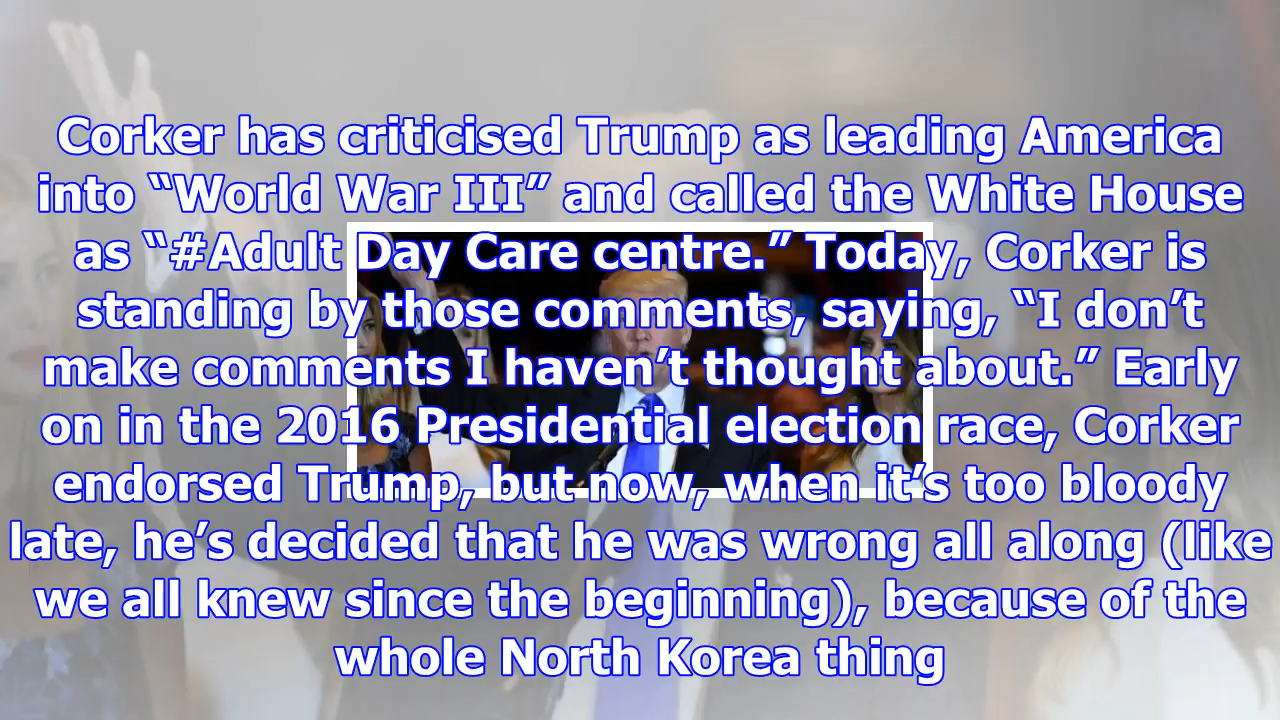 Corker has criticised Trump as leading America
into “World War III” and called the White House
as “#Adult Day Care centre.” Today, Corker is
standing by those comments, saying, “I don’t
make comments I haven’t thought about.” Early
on in the 2016 Presidential election race, Corker
endorsed Trump, but now, when it’s too bloody
late, he’s decided that he was wrong all along (like
we all knew since the beginning), because of the
whole North Korea thing